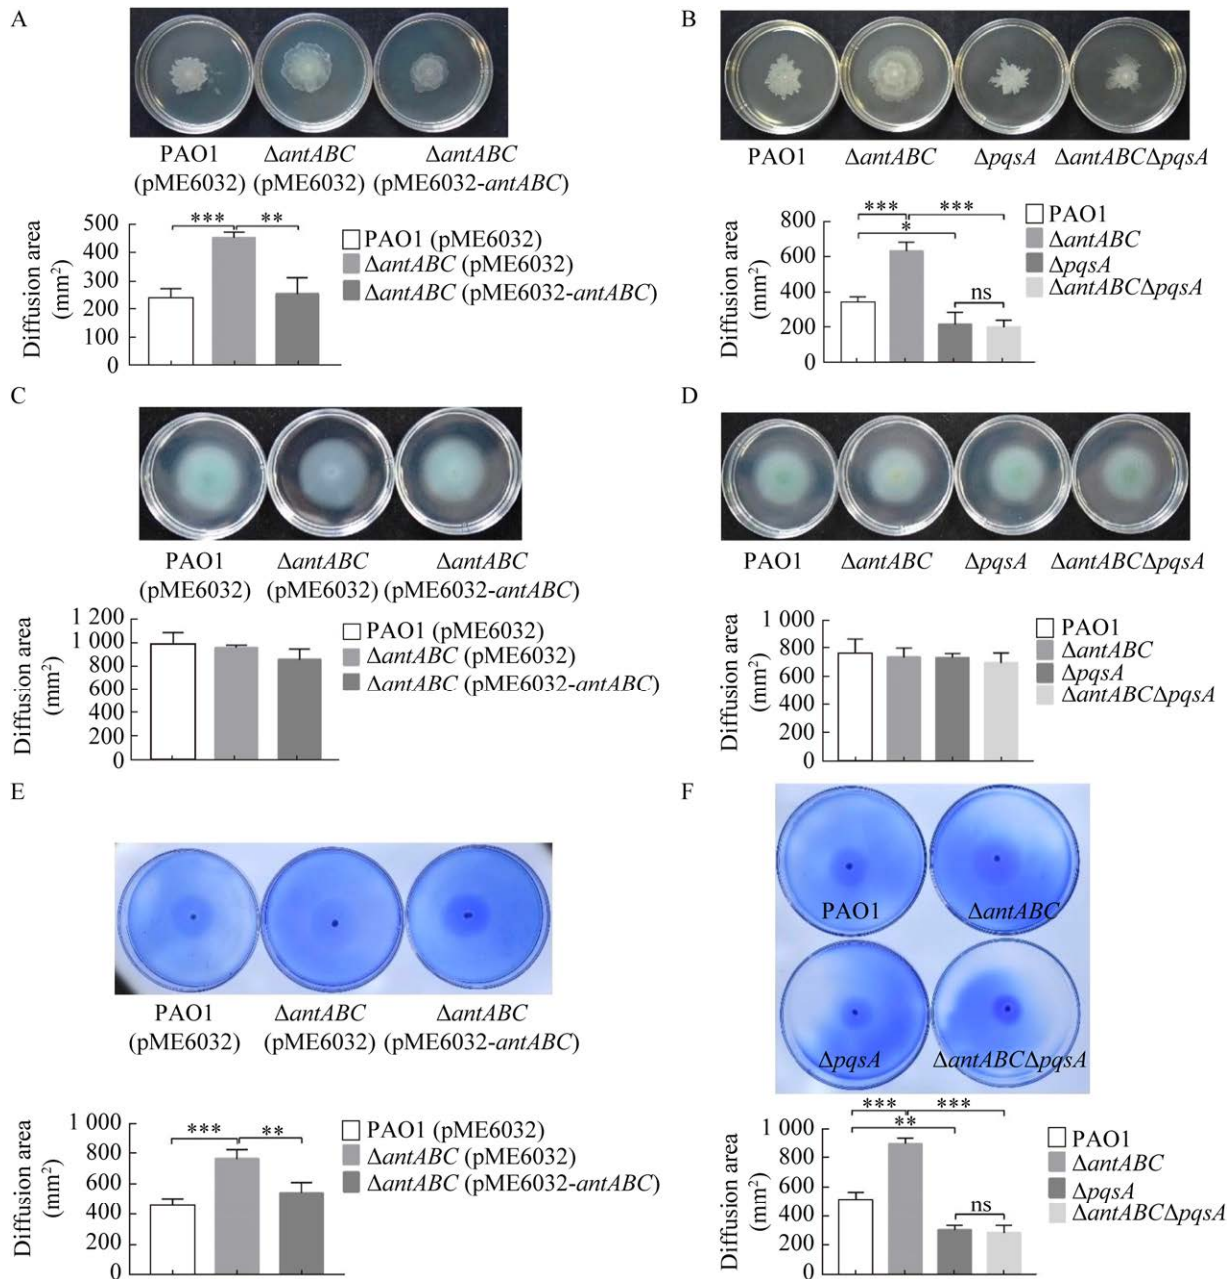 A
PAO1
(pME6032)
ΔantABC
(pME6032)
ΔantABC
(pME6032-antABC)
Diffusion area
(mm²)
500
400
300
200
100
0
***
**
PAO1 (pME6032)
ΔantABC (pME6032)
ΔantABC (pME6032-antABC)
B
PAO1
ΔantABC
ΔpqsA
ΔantABCΔpqsA
Diffusion area
(mm²)
800
600
400
200
0
***
***
*
ns
PAO1
ΔantABC
ΔpqsA
ΔantABCΔpqsA
C
PAO1
(pME6032)
ΔantABC
(pME6032)
ΔantABC
(pME6032-antABC)
Diffusion area
(mm²)
1 200
1 000
800
600
400
200
0
PAO1 (pME6032)
ΔantABC (pME6032)
ΔantABC (pME6032-antABC)
D
PAO1
ΔantABC
ΔpqsA
ΔantABCΔpqsA
Diffusion area
(mm²)
1 000
800
600
400
200
0
PAO1
ΔantABC
ΔpqsA
ΔantABCΔpqsA
E
PAO1
(pME6032)
ΔantABC
(pME6032)
ΔantABC
(pME6032-antABC)
Diffusion area
(mm²)
1 000
800
600
400
200
0
***
**
PAO1 (pME6032)
ΔantABC (pME6032)
ΔantABC (pME6032-antABC)
F
PAO1
ΔantABC
ΔpqsA
ΔantABCΔpqsA
Diffusion area
(mm²)
1 000
800
600
400
200
0
***
***
**
ns
PAO1
ΔantABC
ΔpqsA
ΔantABCΔpqsA